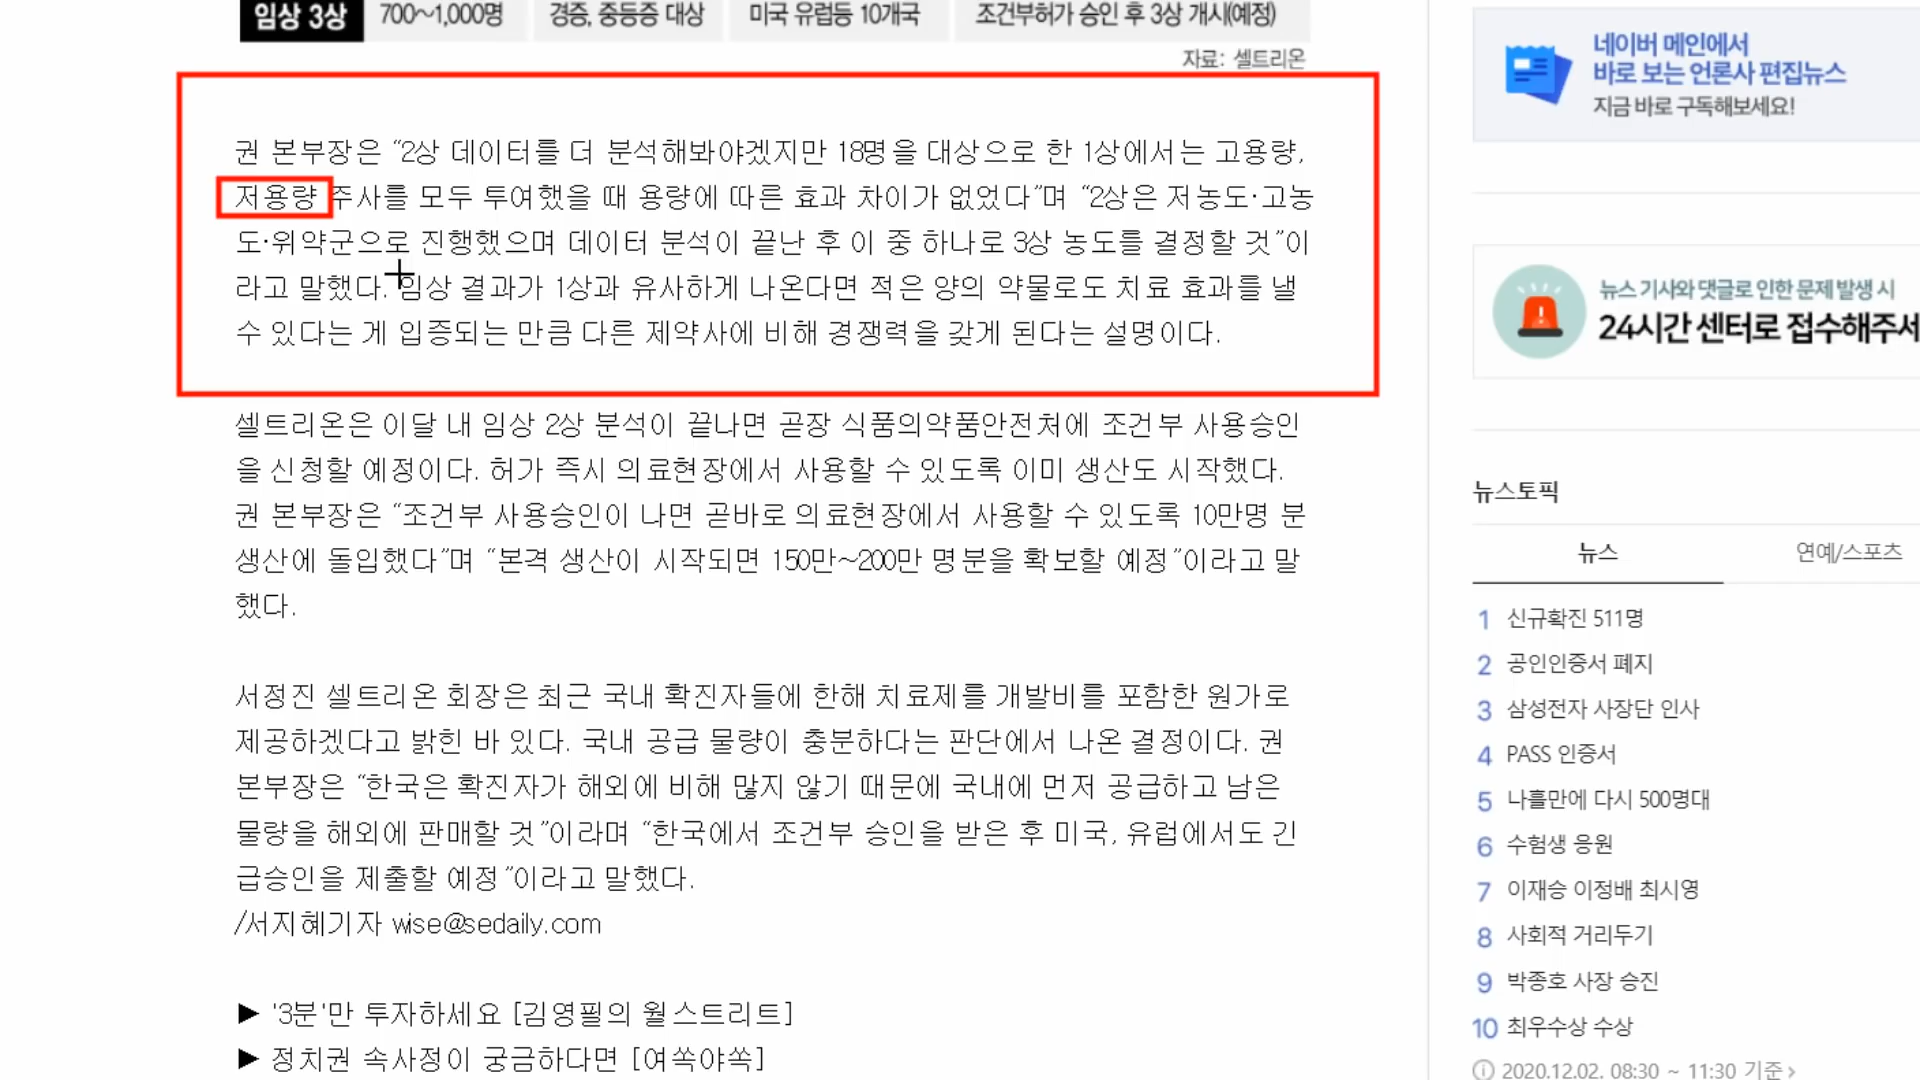 임상 3상 700~1,000명 경증, 중등증 대상 미국 유럽등 10개국 조건부허가 승인 후 3상 개시(예정)
자료: 셀트리온
권 본부장은 “2상 데이터를 더 분석해봐야겠지만 18명을 대상으로 한 1상에서는 고용량,
저용량 주사를 모두 투여했을 때 용량에 따른 효과 차이가 없었다”며 “2상은 저농도·고농
도·위약군으로 진행했으며 데이터 분석이 끝난 후 이 중 하나로 3상 농도를 결정할 것”이
라고 말했다. 임상 결과가 1상과 유사하게 나온다면 적은 양의 약물로도 치료 효과를 낼
수 있다는 게 입증되는 만큼 다른 제약사에 비해 경쟁력을 갖게 된다는 설명이다.
셀트리온은 이달 내 임상 2상 분석이 끝나면 곧장 식품의약품안전처에 조건부 사용승인
을 신청할 예정이다. 허가 즉시 의료현장에서 사용할 수 있도록 이미 생산도 시작했다.
권 본부장은 “조건부 사용승인이 나면 곧바로 의료현장에서 사용할 수 있도록 10만명 분
생산에 돌입했다”며 “본격 생산이 시작되면 150만~200만 명분을 확보할 예정”이라고 말
했다.
서정진 셀트리온 회장은 최근 국내 확진자들에 한해 치료제를 개발비를 포함한 원가로
제공하겠다고 밝힌 바 있다. 국내 공급 물량이 충분하다는 판단에서 나온 결정이다. 권
본부장은 “한국은 확진자가 해외에 비해 많지 않기 때문에 국내에 먼저 공급하고 남은
물량을 해외에 판매할 것”이라며 “한국에서 조건부 승인을 받은 후 미국, 유럽에서도 긴
급승인을 제출할 예정”이라고 말했다.
/서지혜기자 wise@sedaily.com
▶ '3분'만 투자하세요 [김영필의 월스트리트]
▶ 정치권 속사정이 궁금하다면 [여쏙야쏙]
네이버 메인에서
바로 보는 언론사 편집뉴스
지금 바로 구독해보세요!
뉴스 기사와 댓글로 인한 문제 발생 시
24시간 센터로 접수해주세
뉴스토픽
뉴스 연예/스포츠
1 신규확진 511명
2 공인인증서 폐지
3 삼성전자 사장단 인사
4 PASS 인증서
5 나흘만에 다시 500명대
6 수험생 응원
7 이재승 이정배 최시영
8 사회적 거리두기
9 박종호 사장 승진
10 최우수상 수상
2020.12.02. 08:30 ~ 11:30 기준 ›